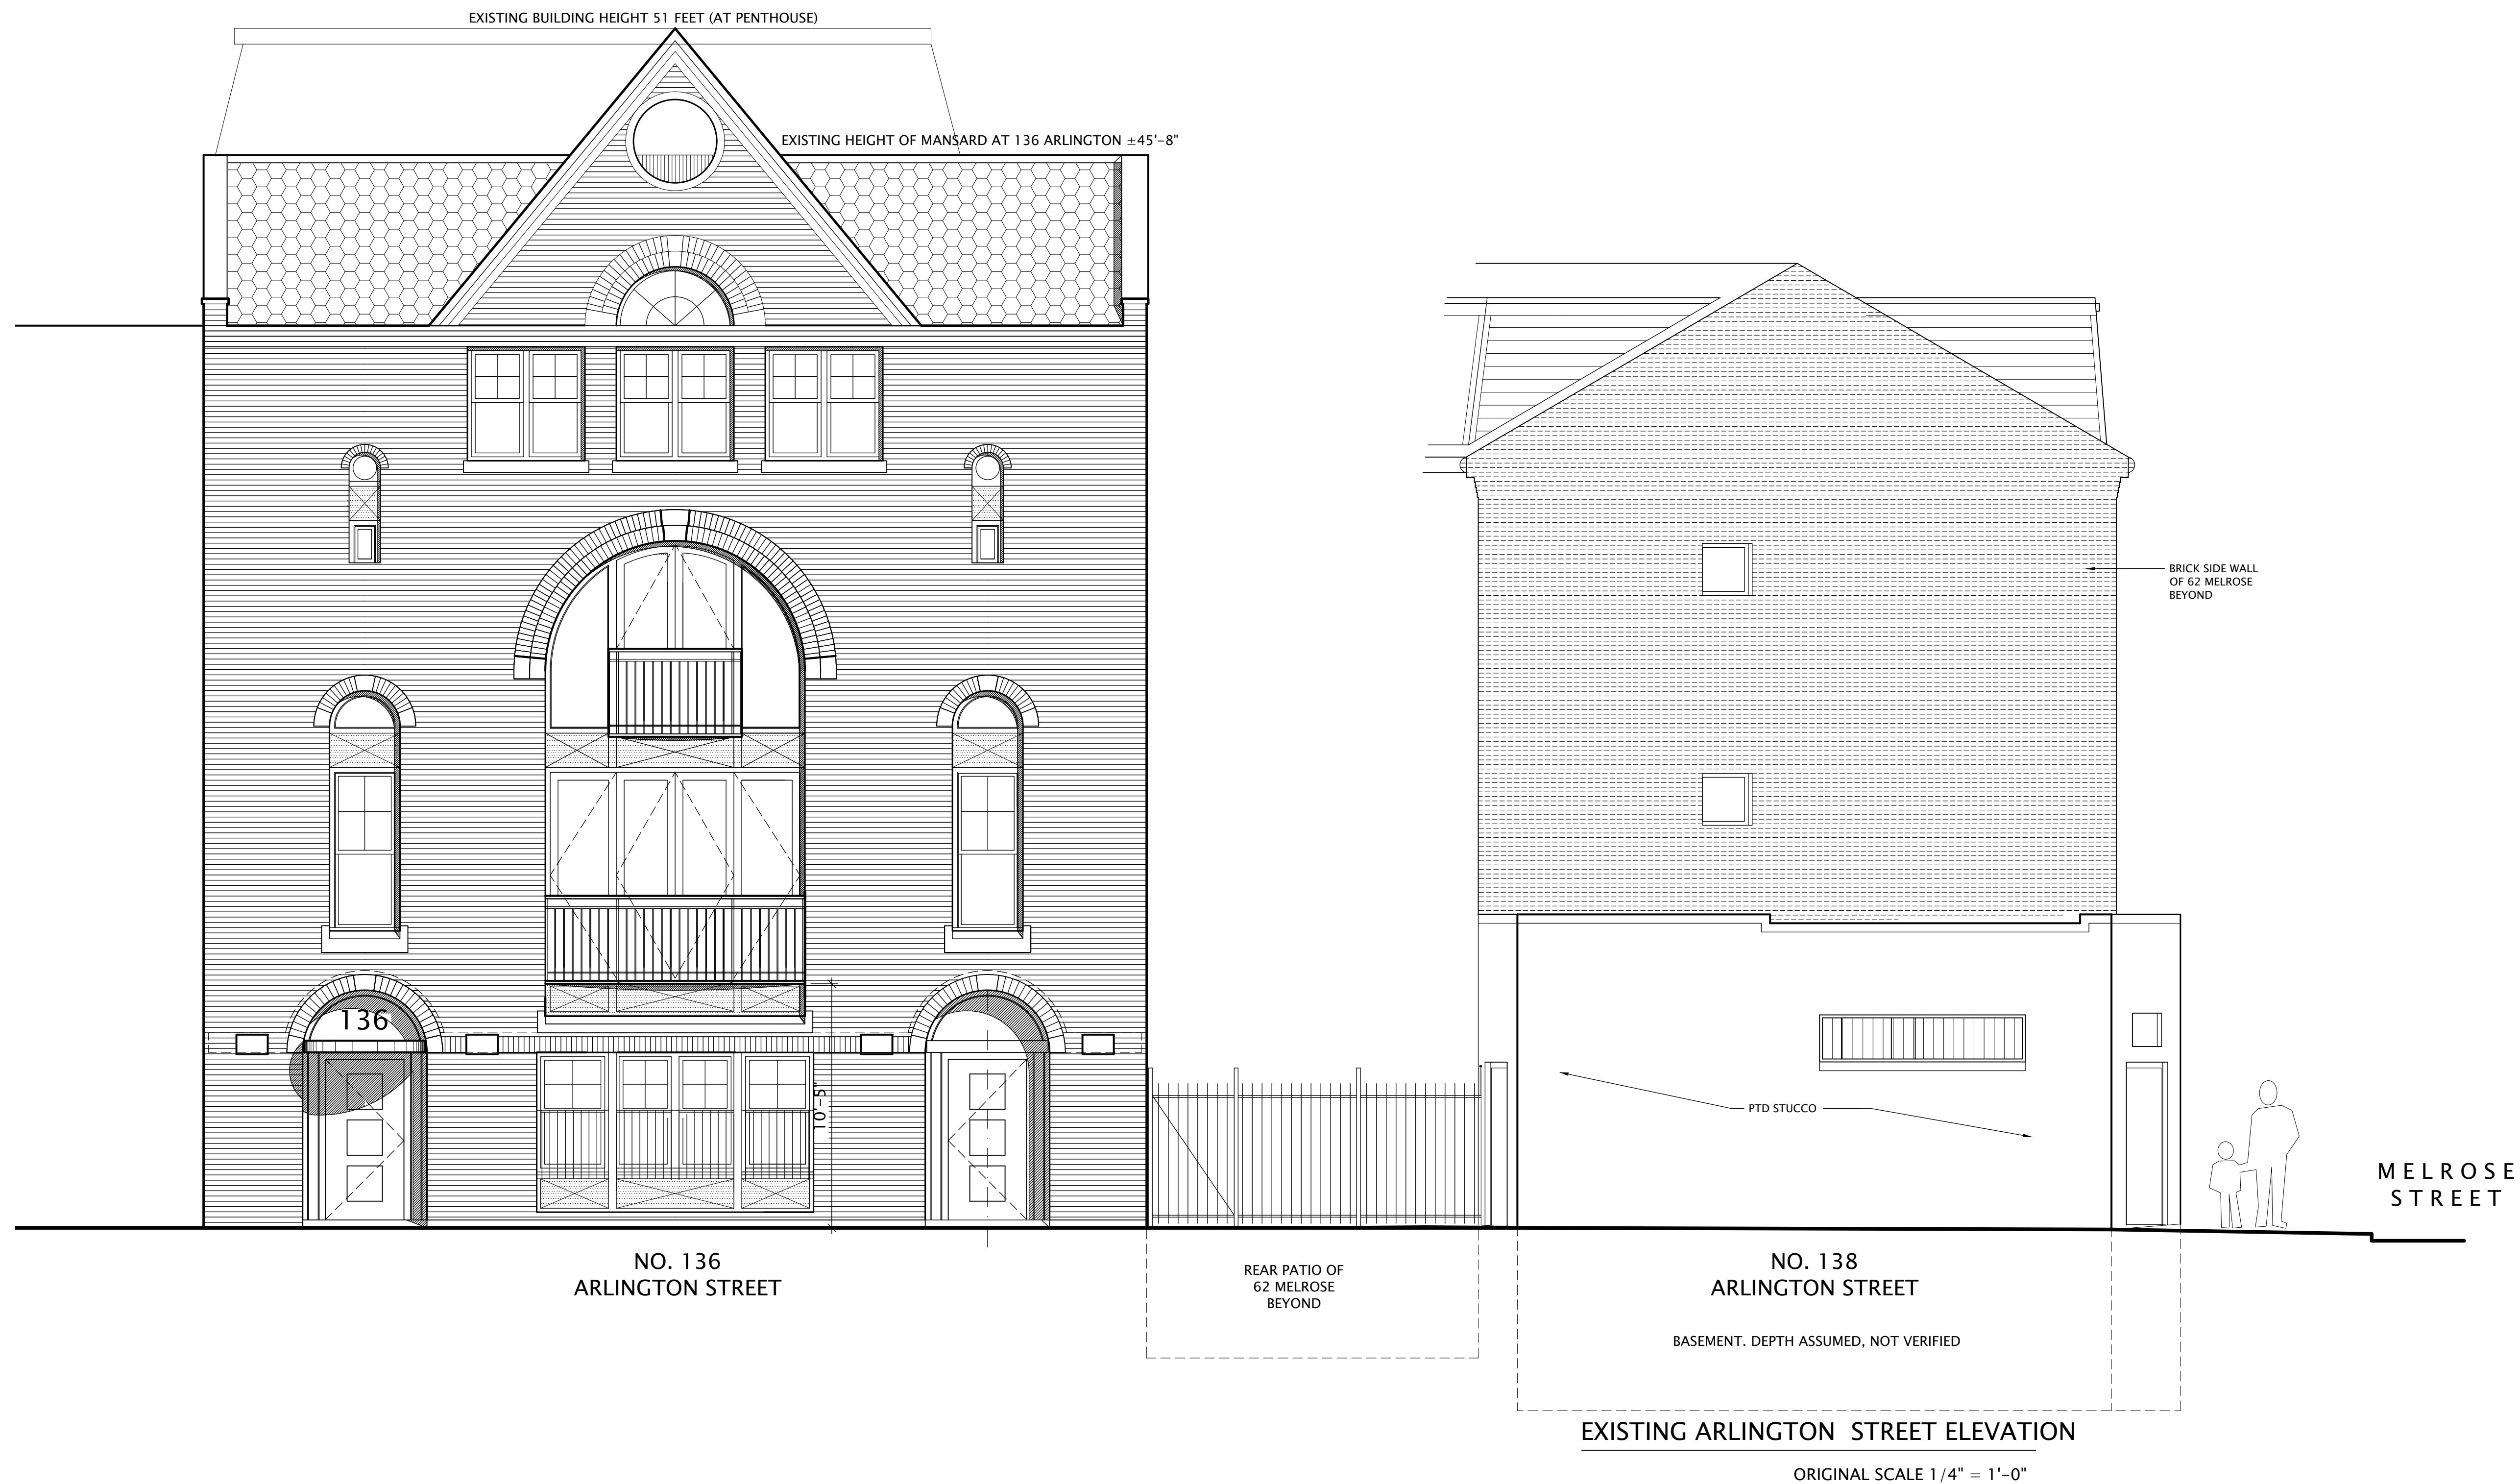 EXISTING BUILDING HEIGHT 51 FEET (AT PENTHOUSE)
EXISTING HEIGHT OF MANSARD AT 136 ARLINGTON ±45'-8"
BRICK SIDE WALL
OF 62 MELROSE
BEYOND
136
10'-5"
PTD STUCCO
MELROSE
STREET
NO. 136
ARLINGTON STREET
REAR PATIO OF
62 MELROSE
BEYOND
NO. 138
ARLINGTON STREET
BASEMENT. DEPTH ASSUMED, NOT VERIFIED
EXISTING ARLINGTON STREET ELEVATION
ORIGINAL SCALE 1/4" = 1'-0"